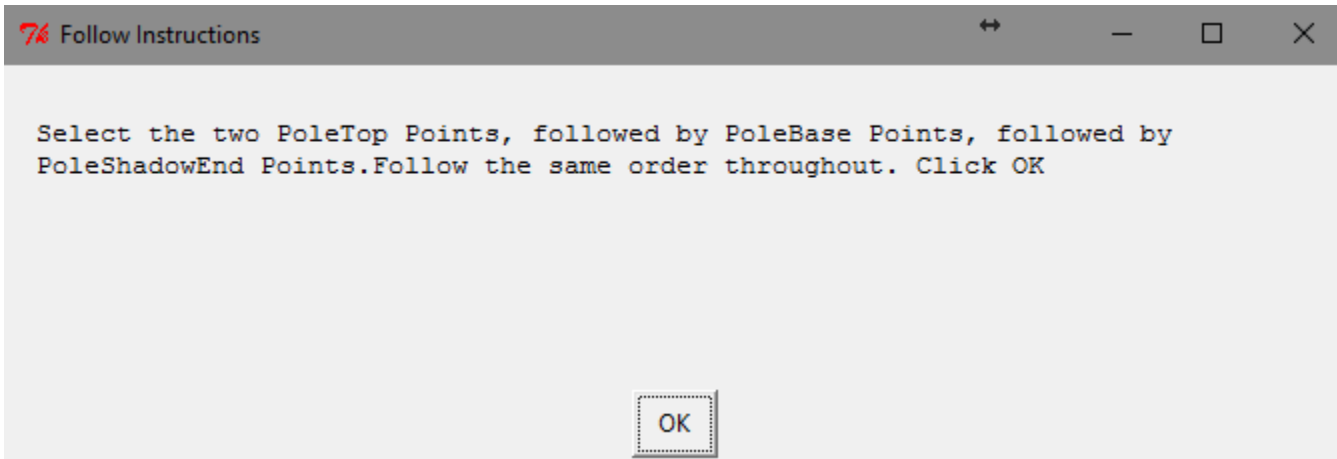 Follow Instructions
Select the two PoleTop Points, followed by PoleBase Points, followed by
PoleShadowEnd Points.Follow the same order throughout. Click OK
OK